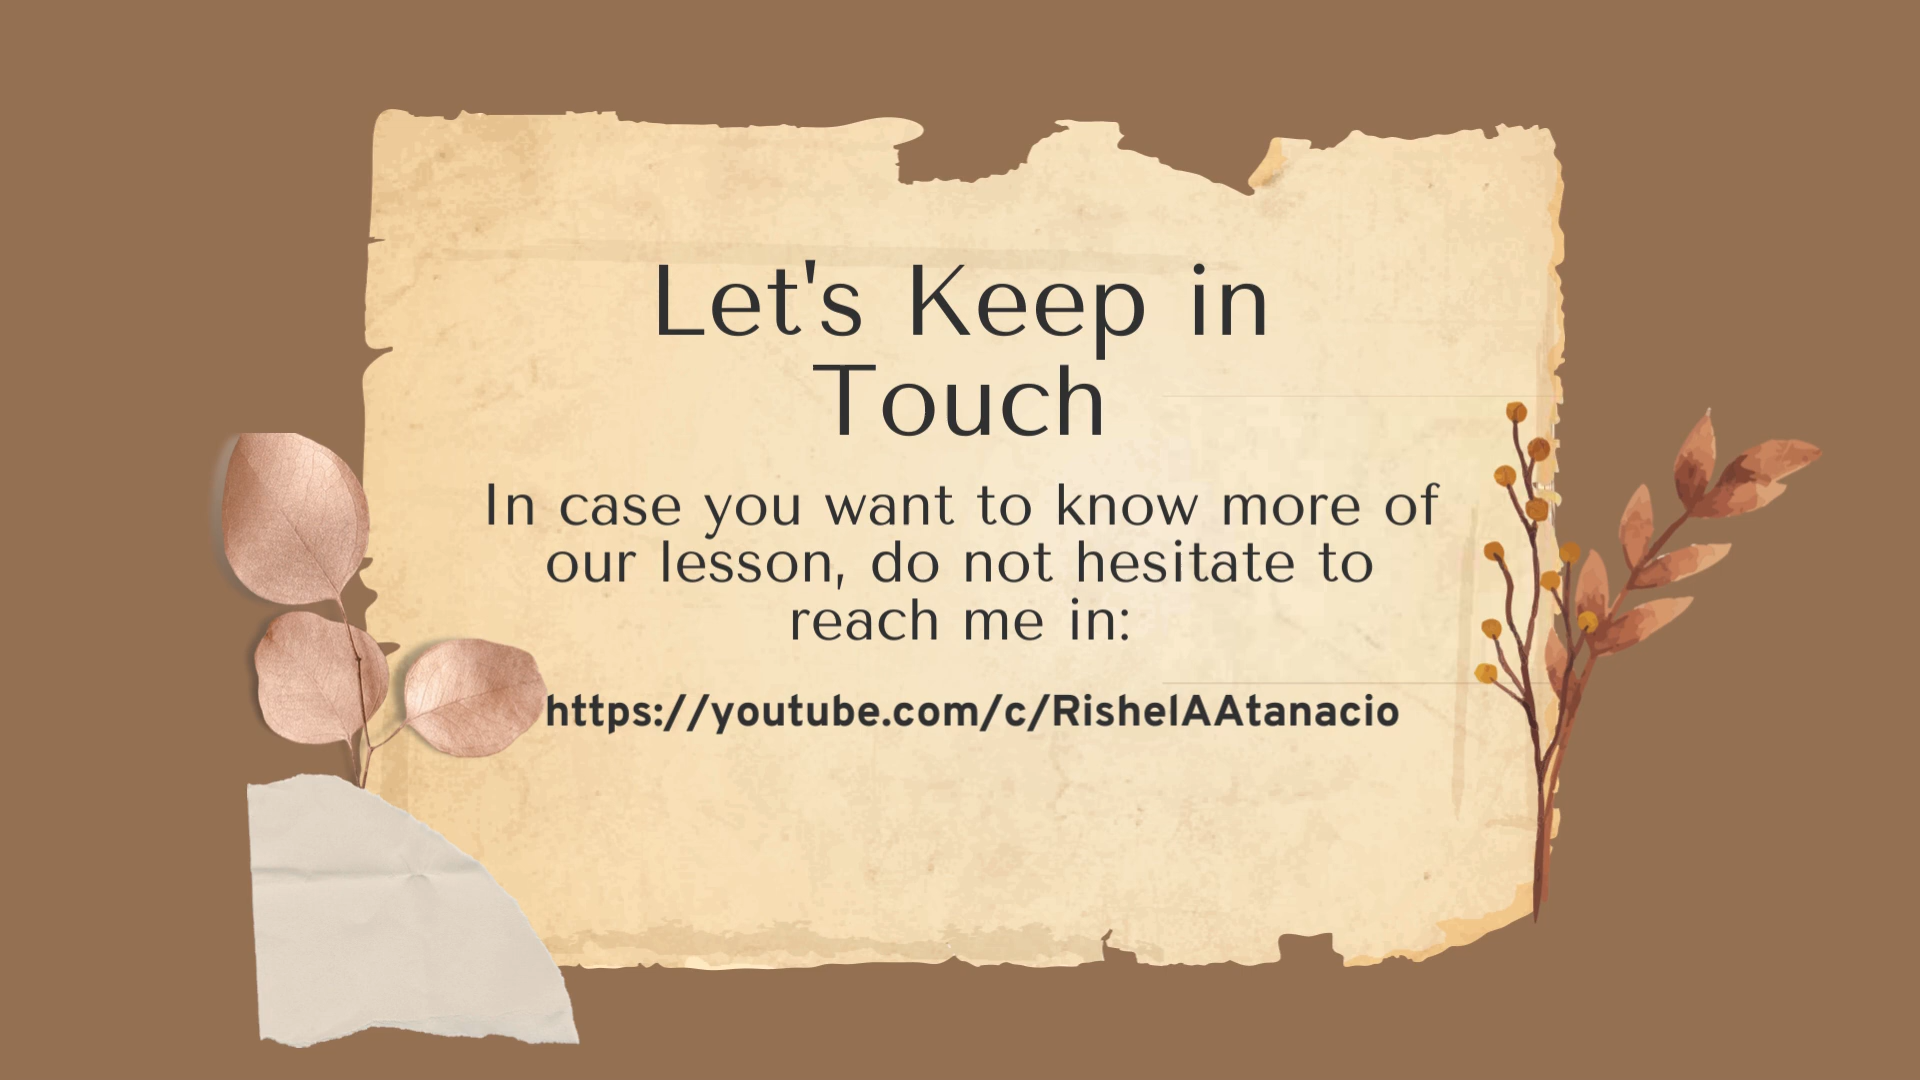 Let's Keep in
Touch
In case you want to know more of
our lesson, do not hesitate to
reach me in:
https://youtube.com/c/RishelAAtanacio